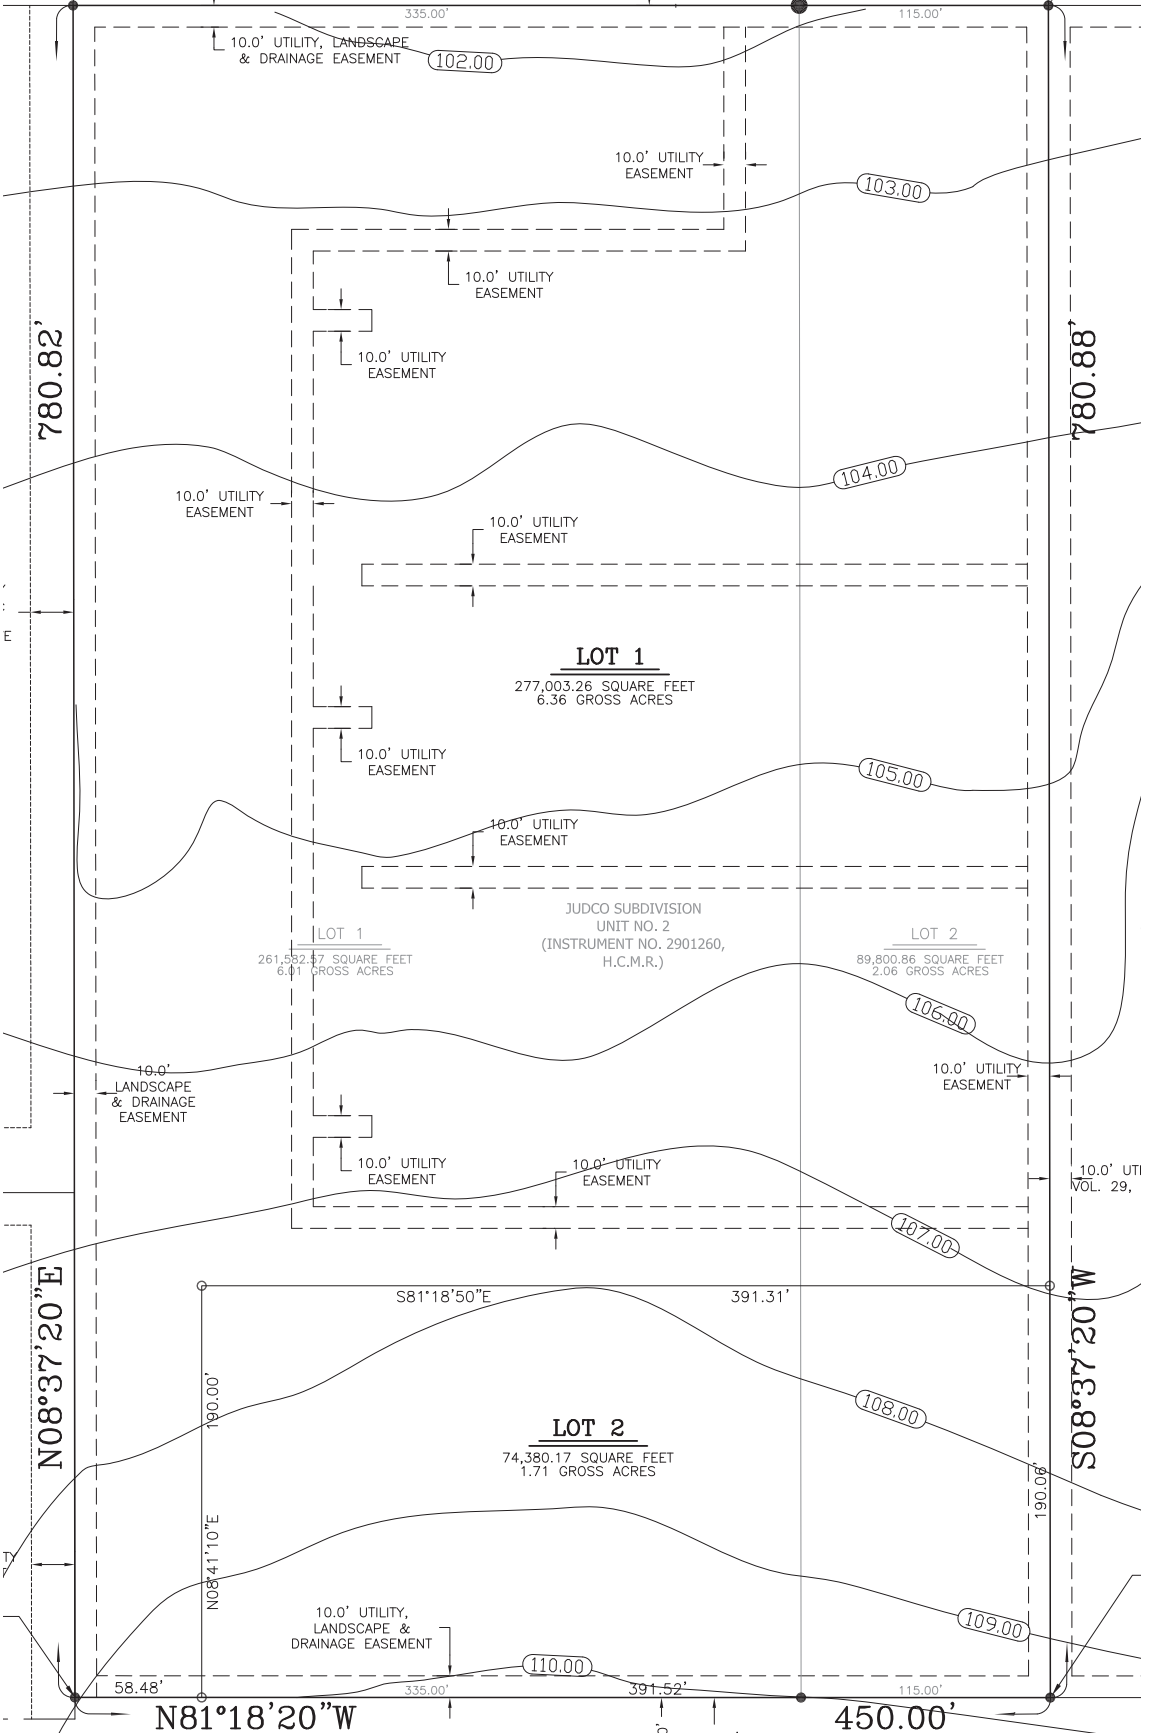 335.00'
115.00'
10.0' UTILITY, LANDSCAPE
& DRAINAGE EASEMENT
102.00
10.0' UTILITY
EASEMENT
103.00
10.0' UTILITY
EASEMENT
780.82'
780.88'
10.0' UTILITY
EASEMENT
104.00
10.0' UTILITY
EASEMENT
10.0' UTILITY
EASEMENT
E
LOT 1
277,003.26 SQUARE FEET
6.36 GROSS ACRES
10.0' UTILITY
EASEMENT
105.00
10.0' UTILITY
EASEMENT
JUDCO SUBDIVISION
UNIT NO. 2
(INSTRUMENT NO. 2901260,
H.C.M.R.)
LOT 1
261,582.57 SQUARE FEET
6.01 GROSS ACRES
LOT 2
89,800.86 SQUARE FEET
2.06 GROSS ACRES
106.00
10.0'
LANDSCAPE
& DRAINAGE
EASEMENT
10.0' UTILITY
EASEMENT
10.0' UTILITY
EASEMENT
10.0' UTILITY
EASEMENT
10.0' UTI
VOL. 29,
107.00
S81°18'50"E
391.31'
N08°37'20"E
S08°37'20"W
190.00'
N08°41'10"E
108.00
LOT 2
74,380.17 SQUARE FEET
1.71 GROSS ACRES
190.06'
TY
109.00
10.0' UTILITY,
LANDSCAPE &
DRAINAGE EASEMENT
110.00
58.48'
335.00'
391.52'
115.00'
N81°18'20"W
450.00'